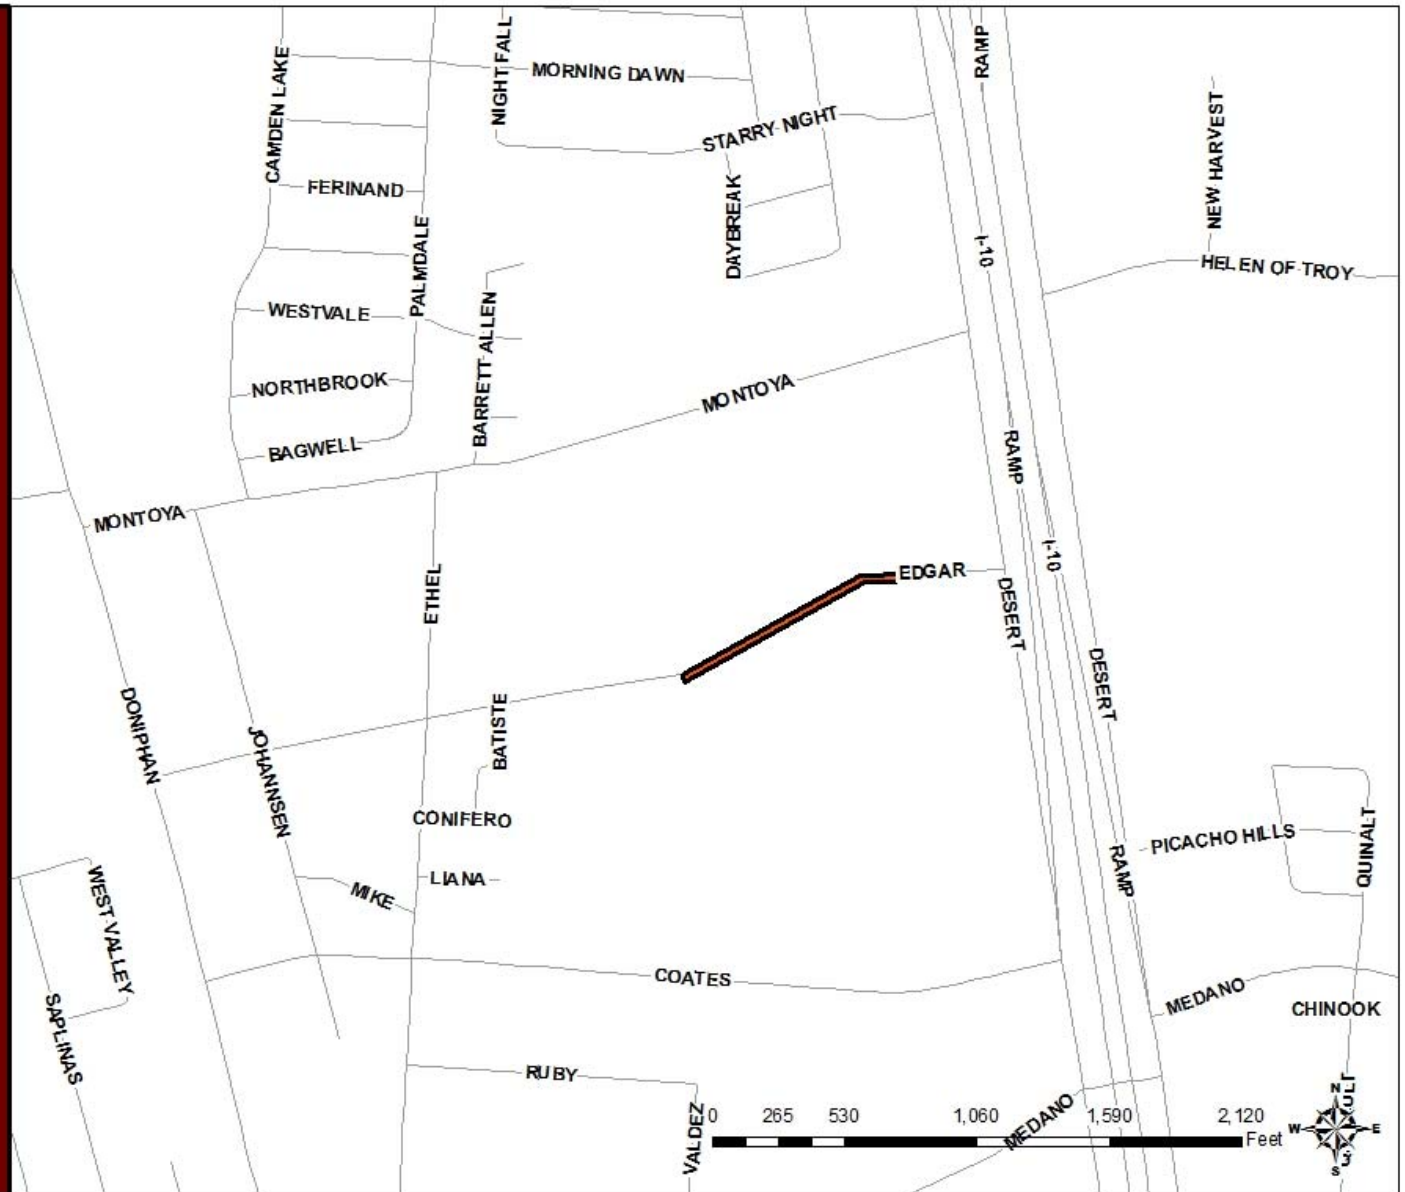 RAMP
NIGHT FALL
CAMDEN LAKE
MORNING DAWN
STARRY NIGHT
NEW HARVEST
FERINAND
DAYBREAK
PALMDALE
I-10
HELEN OF TROY
WESTVALE
BARRETT ALLEN
NORTHBROOK
MONTOYA
BAGWELL
RAMP
MONTOYA
I-10
ETHEL
EDGAR
DESERT
DESERT
DONIPHAN
BATISTE
JOHANNSEN
CONIFERO
PICACHO HILLS
QUINALT
RAMP
LIANA
MIKE
WEST VALLEY
COATES
MEDANO
CHINOOK
SAPLINAS
RUBY
VALDEZ
MEDANO
0 265 530 1,060 1,590 2,120
Feet
N
W E
S